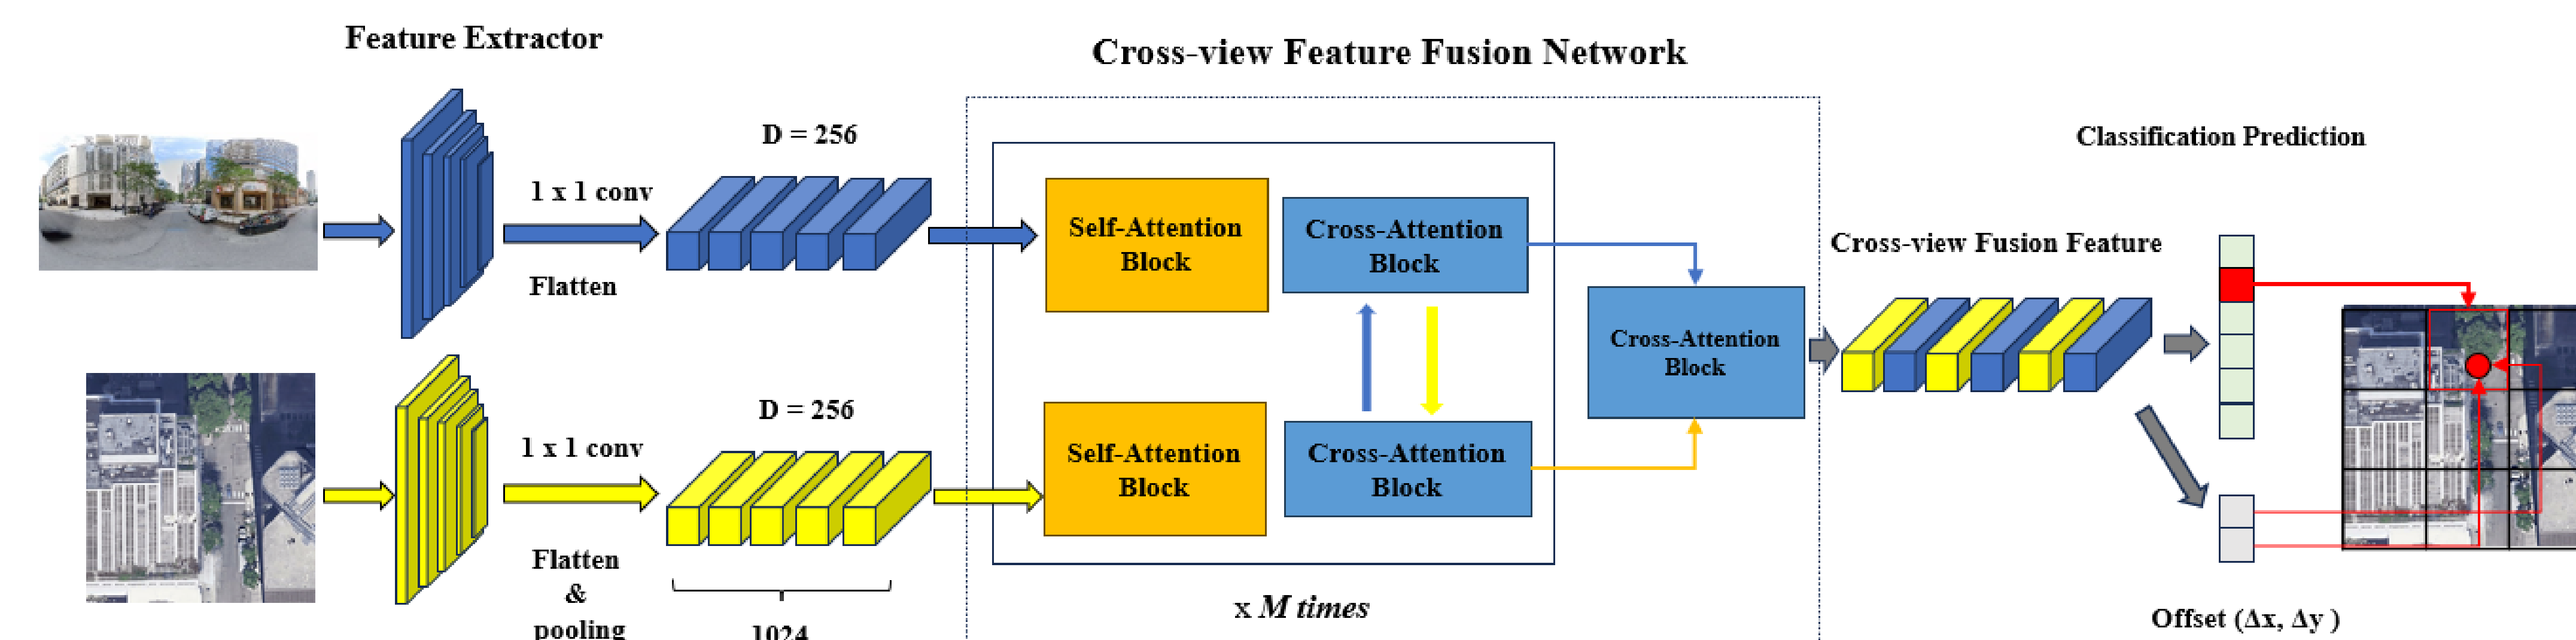 Feature Extractor
Cross-view Feature Fusion Network
D = 256
Classification Prediction
1 x 1 conv
Flatten
Self-Attention
Block
Cross-Attention
Block
Cross-view Fusion Feature
Cross-Attention
Block
D = 256
1 x 1 conv
Self-Attention
Block
Cross-Attention
Block
Flatten
&
pooling
1024
x M times
Offset (Δx, Δy )